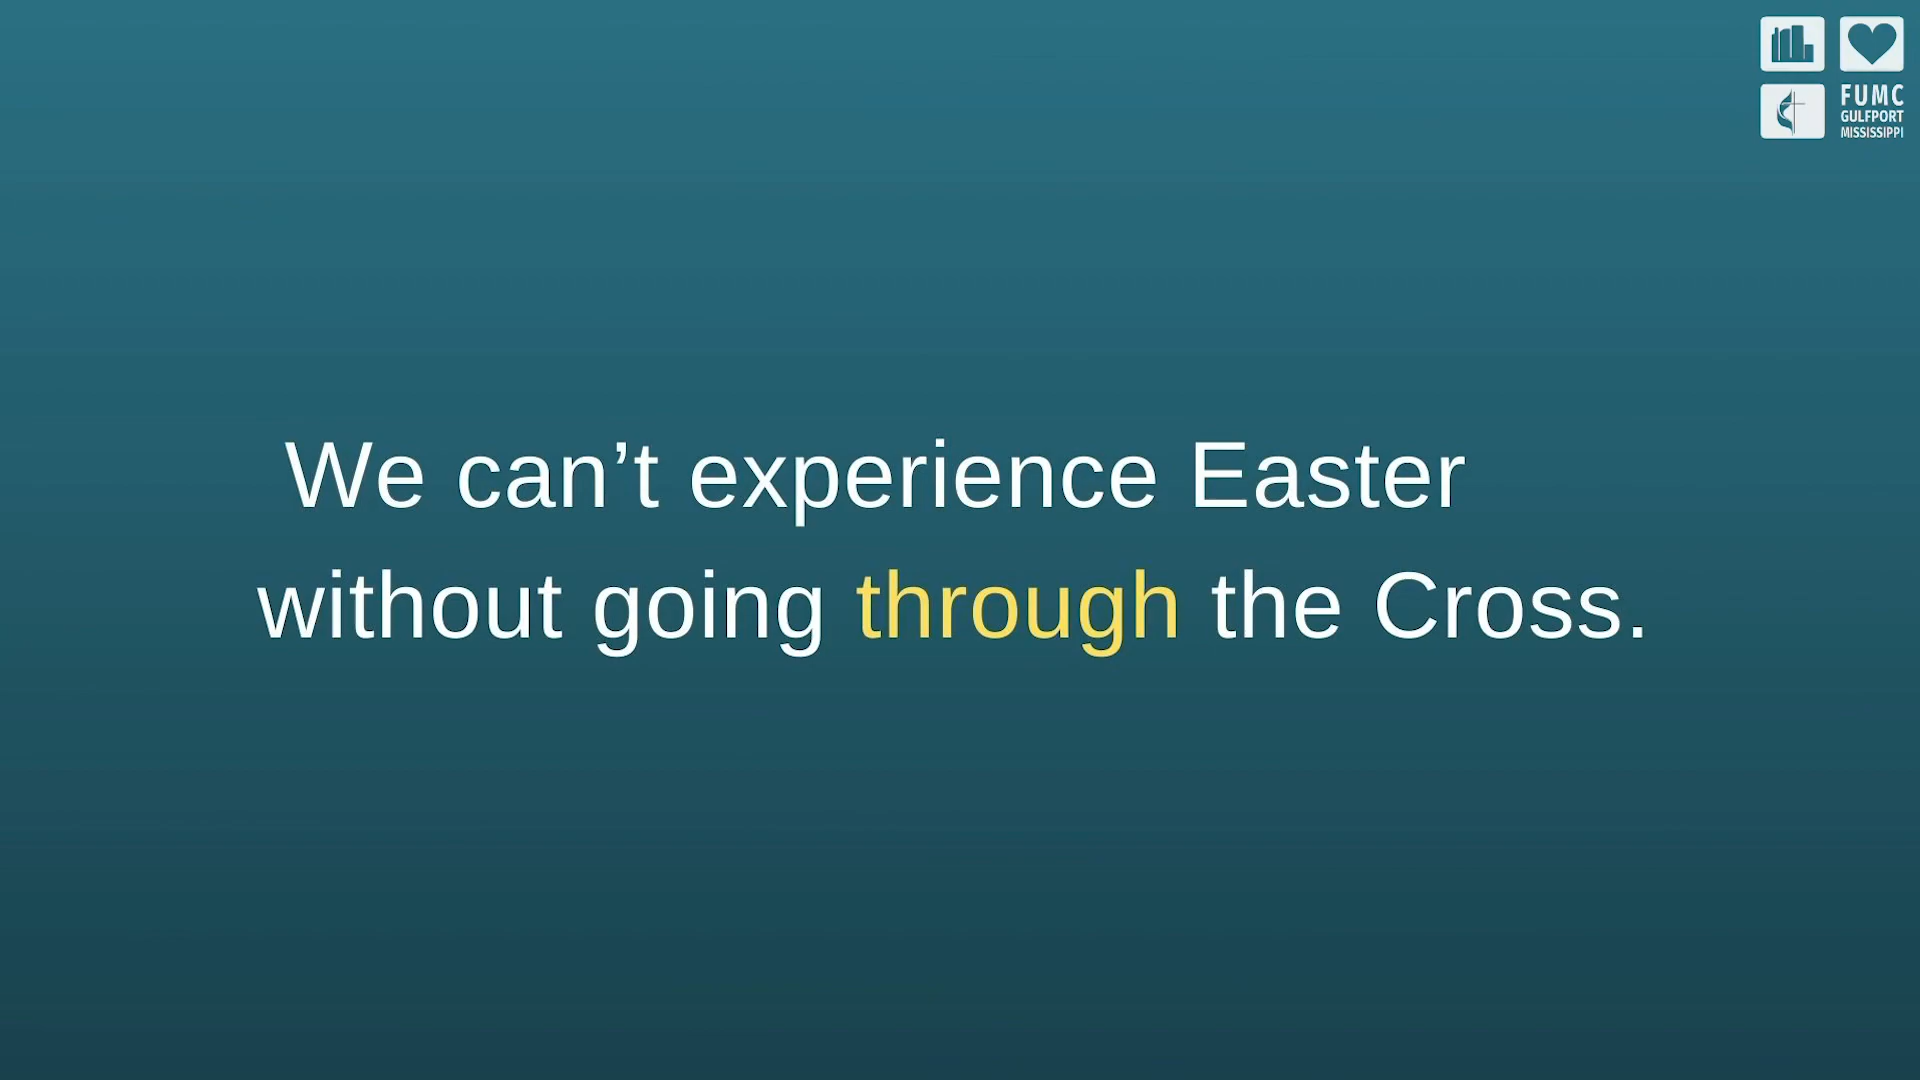 FUMC
GULFPORT
MISSISSIPPI
We can’t experience Easter
without going through the Cross.